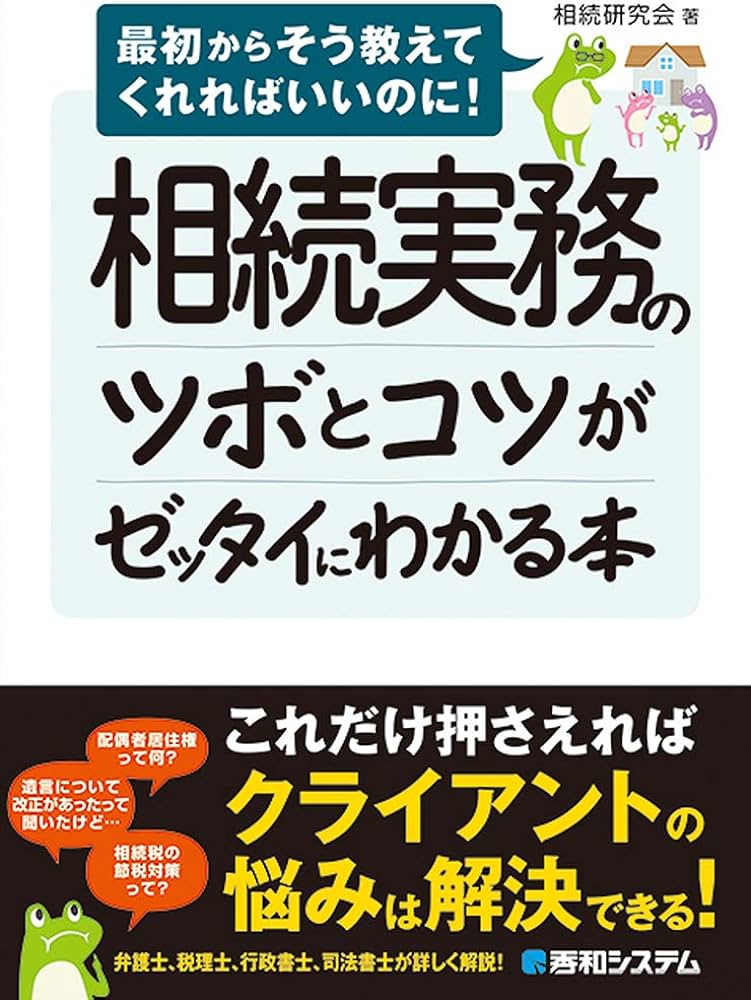 相続研究会 著
最初からそう教えて
くれればいいのに！
相続実務の
ツボとコツが
ゼッタイにわかる本
配偶者居住権
って何？
遺言について
改正があったって
聞いたけど…
相続税の
節税対策
って？
これだけ押さえれば
クライアントの
悩みは解決できる！
弁護士、税理士、行政書士、司法書士が詳しく解説！
秀和システム